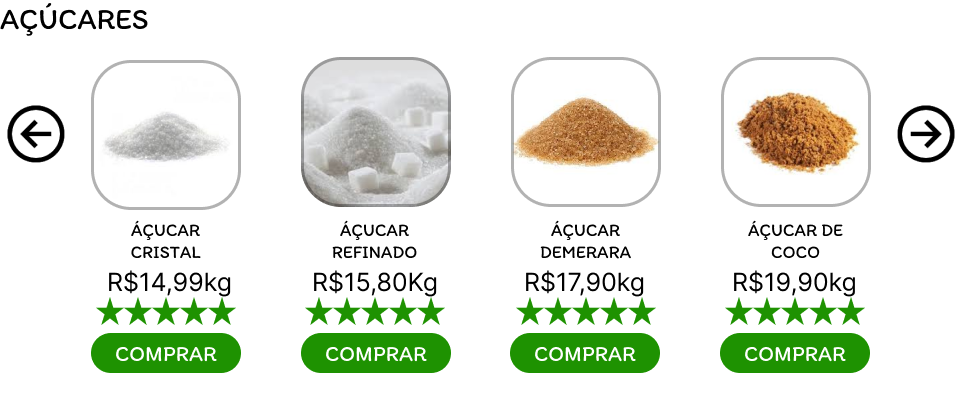 AÇÚCARES
ÁÇUCAR
CRISTAL
R$14,99kg
COMPRAR
ÁÇUCAR
REFINADO
R$15,80Kg
COMPRAR
ÁÇUCAR
DEMERARA
R$17,90kg
COMPRAR
ÁÇUCAR DE
COCO
R$19,90kg
COMPRAR